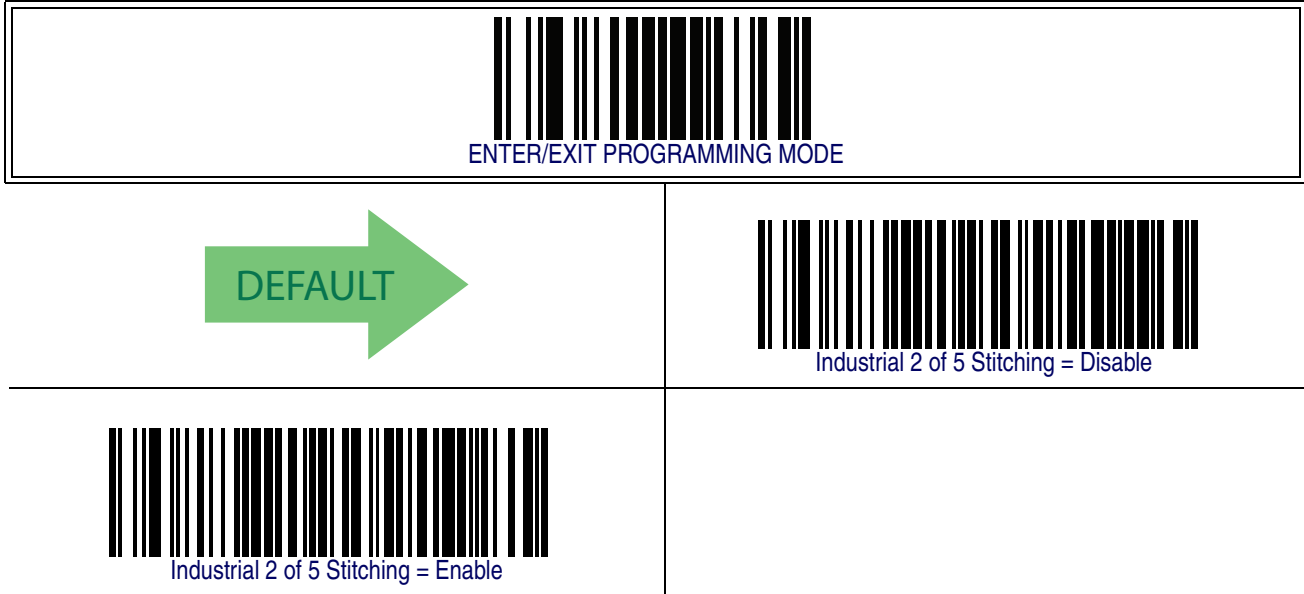 ENTER/EXIT PROGRAMMING MODE
DEFAULT
Industrial 2 of 5 Stitching = Disable
Industrial 2 of 5 Stitching = Enable